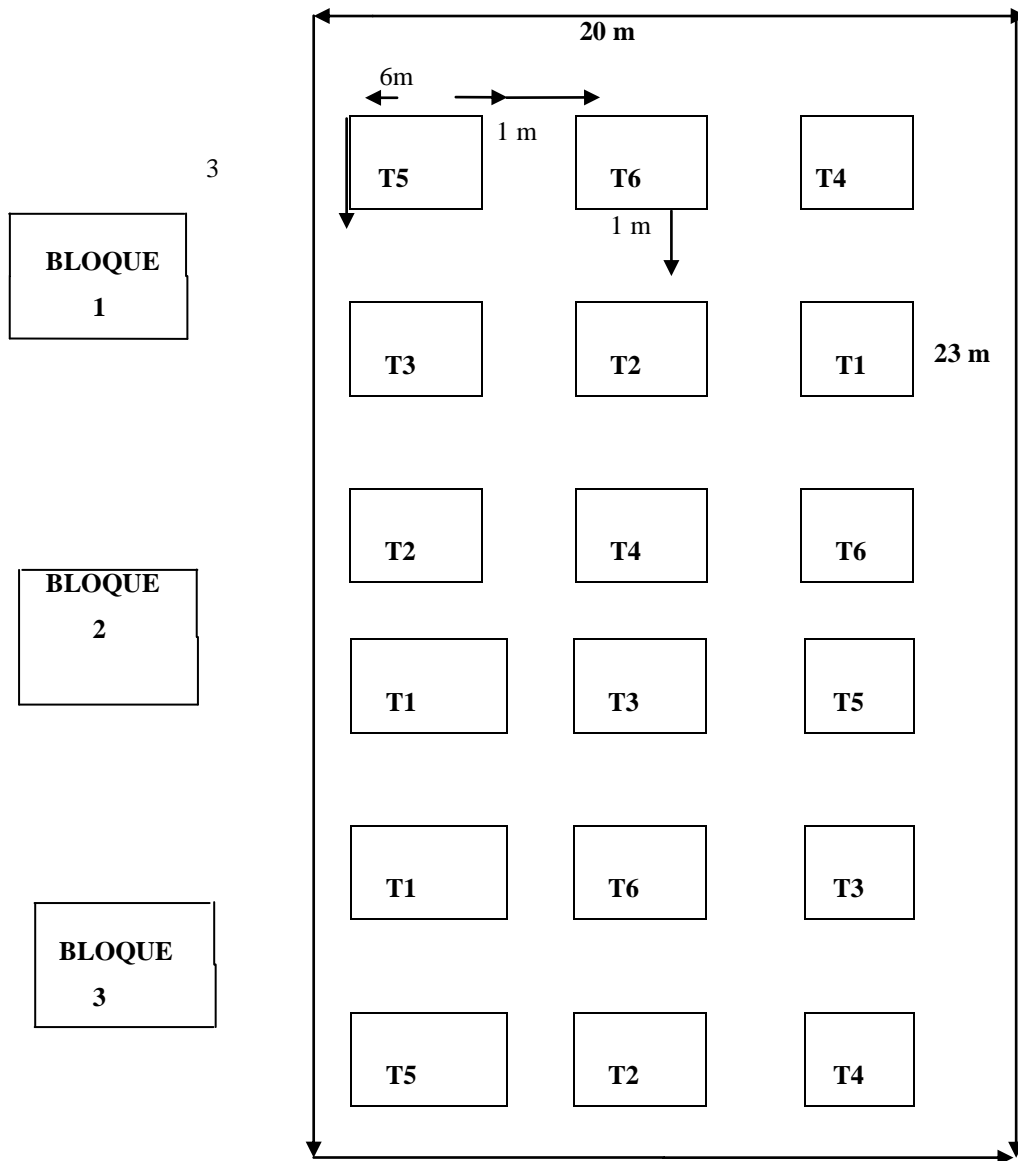 20 m
6m
1 m
3
T5 T6 T4
1 m
BLOQUE
1
T3 T2 T1 23 m
T2 T4 T6
BLOQUE
2
T1 T3 T5
T1 T6 T3
BLOQUE
3
T5 T2 T4